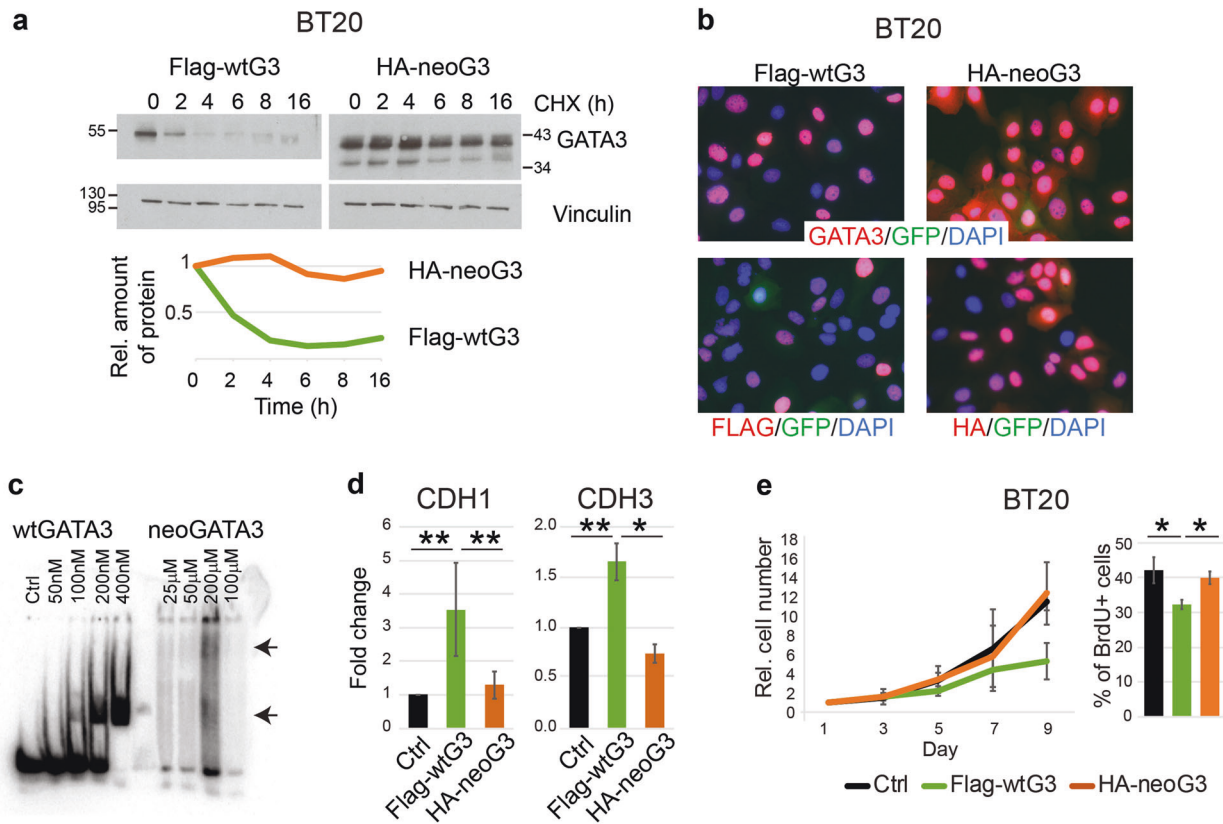 a
BT20
Flag-wtG3
HA-neoG3
0 2 4 6 8 16
0 2 4 6 8 16
CHX (h)
55
43
GATA3
34
130
95
Vinculin
Rel. amount
of protein
1
0.5
0 2 4 6 8 16
Time (h)
HA-neoG3
Flag-wtG3
b
BT20
Flag-wtG3
HA-neoG3
GATA3/GFP/DAPI
FLAG/GFP/DAPI
HA/GFP/DAPI
c
wtGATA3
neoGATA3
Ctrl
50nM
100nM
200nM
400nM
25µM
50µM
200µM
100µM
d
CDH1
Fold change
6
5
4
3
2
1
0
** **
Ctrl
Flag-wtG3
HA-neoG3
CDH3
2.0
1.5
1.0
0.5
0.0
** *
Ctrl
Flag-wtG3
HA-neoG3
e
BT20
Rel. cell number
18
16
14
12
10
8
6
4
2
0
1 3 5 7 9
Day
% of BrdU+ cells
50
40
30
20
10
0
* *
Ctrl Flag-wtG3 HA-neoG3